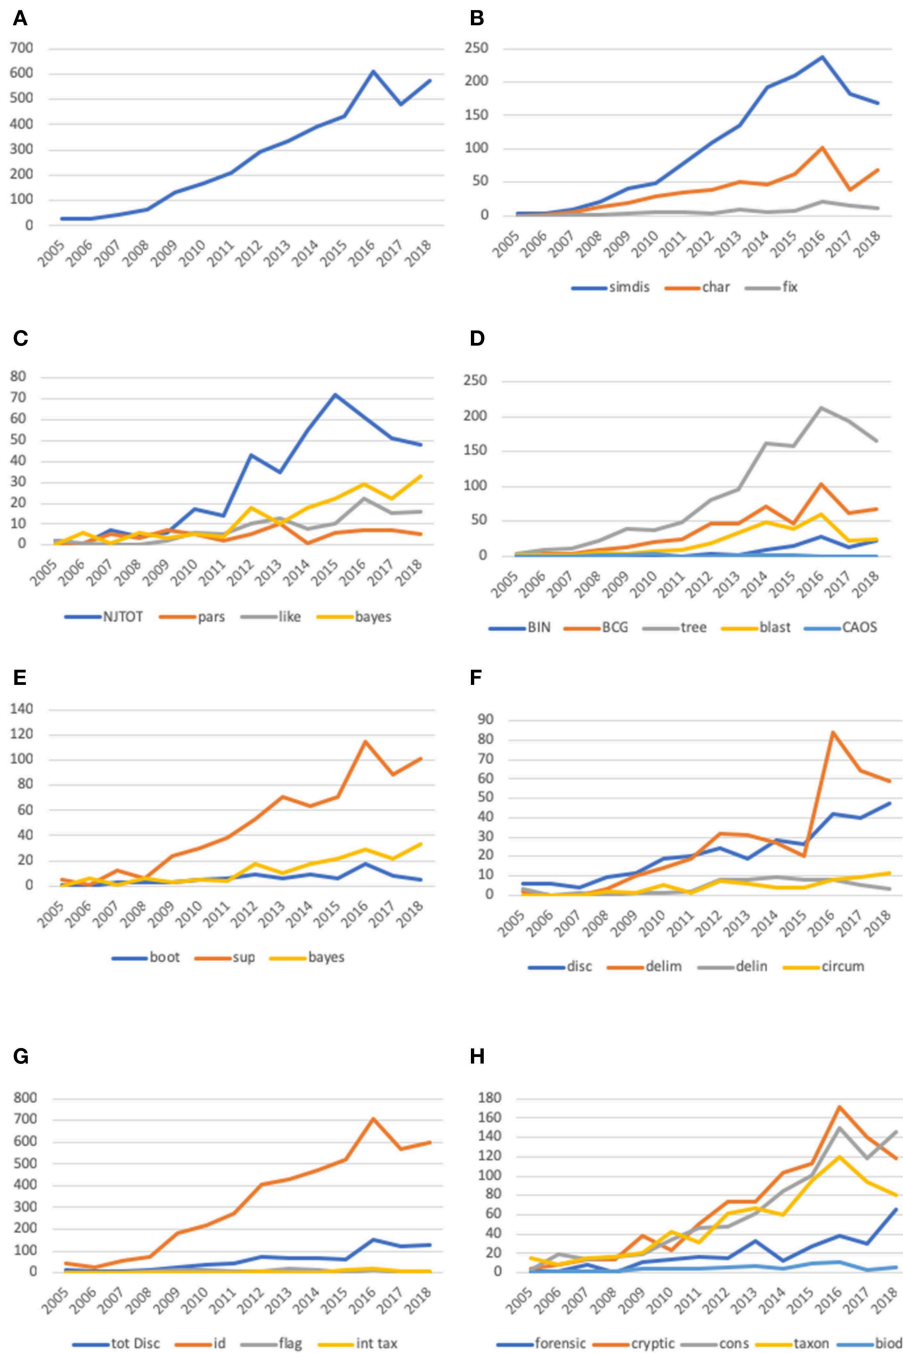 A
700
600
500
400
300
200
100
0
2005 2006 2007 2008 2009 2010 2011 2012 2013 2014 2015 2016 2017 2018
B
250
200
150
100
50
0
2005 2006 2007 2008 2009 2010 2011 2012 2013 2014 2015 2016 2017 2018
simdis char fix
C
80
70
60
50
40
30
20
10
0
2005 2006 2007 2008 2009 2010 2011 2012 2013 2014 2015 2016 2017 2018
NJTOT pars like bayes
D
250
200
150
100
50
0
2005 2006 2007 2008 2009 2010 2011 2012 2013 2014 2015 2016 2017 2018
BIN BCG tree blast CAOS
E
140
120
100
80
60
40
20
0
2005 2006 2007 2008 2009 2010 2011 2012 2013 2014 2015 2016 2017 2018
boot sup bayes
F
90
80
70
60
50
40
30
20
10
0
2005 2006 2007 2008 2009 2010 2011 2012 2013 2014 2015 2016 2017 2018
disc delim delin circum
G
800
700
600
500
400
300
200
100
0
2005 2006 2007 2008 2009 2010 2011 2012 2013 2014 2015 2016 2017 2018
tot Disc id flag int tax
H
180
160
140
120
100
80
60
40
20
0
2005 2006 2007 2008 2009 2010 2011 2012 2013 2014 2015 2016 2017 2018
forensic cryptic cons taxon biod